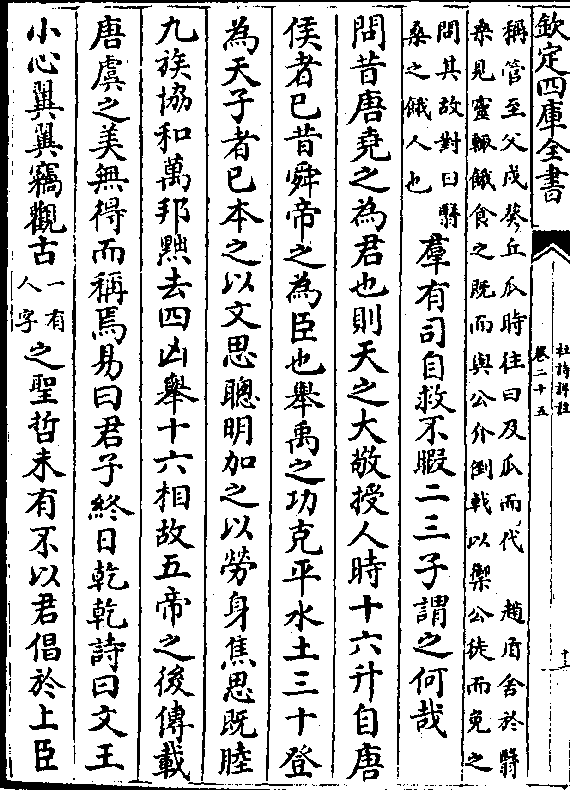 欽定四庫全書
杜詩詳註
卷二十五
十三
稱管至父戍葵丘瓜時往曰及瓜而代 趙盾舍於翳
桑見靈輒餓食之既而與公介倒戟以禦公徒而免之
問其故對曰翳
桑之餓人也
羣有司自救不暇二三子謂之何哉
問昔唐堯之為君也則天之大敬授人時十六升自唐
侯者已昔舜帝之為臣也舉禹之功克平水土三十登
為天子者已本之以文思聰明加之以勞身焦思既睦
九族協和萬邦黜去四凶舉十六相故五帝之後傳載
唐虞之美無得而稱焉易曰君子終日乾乾詩曰文王
小心翼翼竊觀古
一有
人字
之聖哲未有不以君倡於上臣